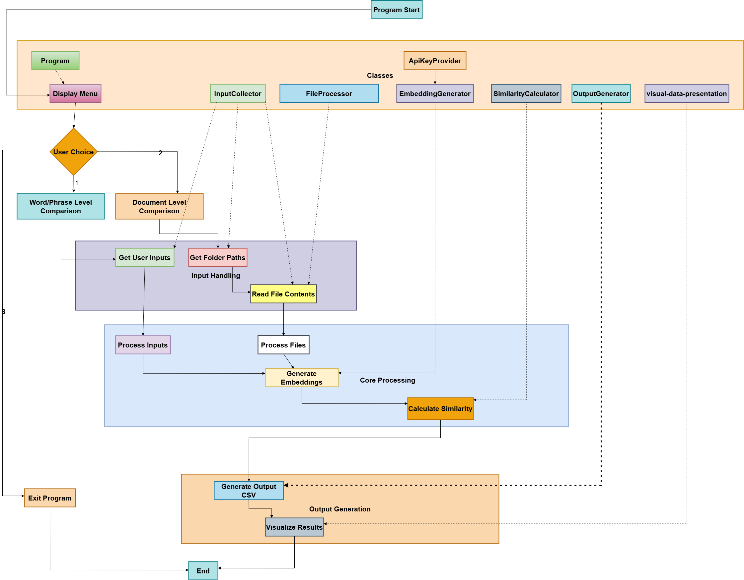 Program Start
Program
ApiKeyProvider
Classes
Display Menu
InputCollector
FileProcessor
EmbeddingGenerator
SimilarityCalculator
OutputGenerator
visual-data-presentation
User Choice
2
1
Word/Phrase Level
Comparison
Document Level
Comparison
Get User Inputs
Get Folder Paths
Input Handling
Read File Contents
3
Process Inputs
Process Files
Generate
Embeddings
Core Processing
Calculate Similarity
Generate Output
CSV
Exit Program
Output Generation
Visualize Results
End